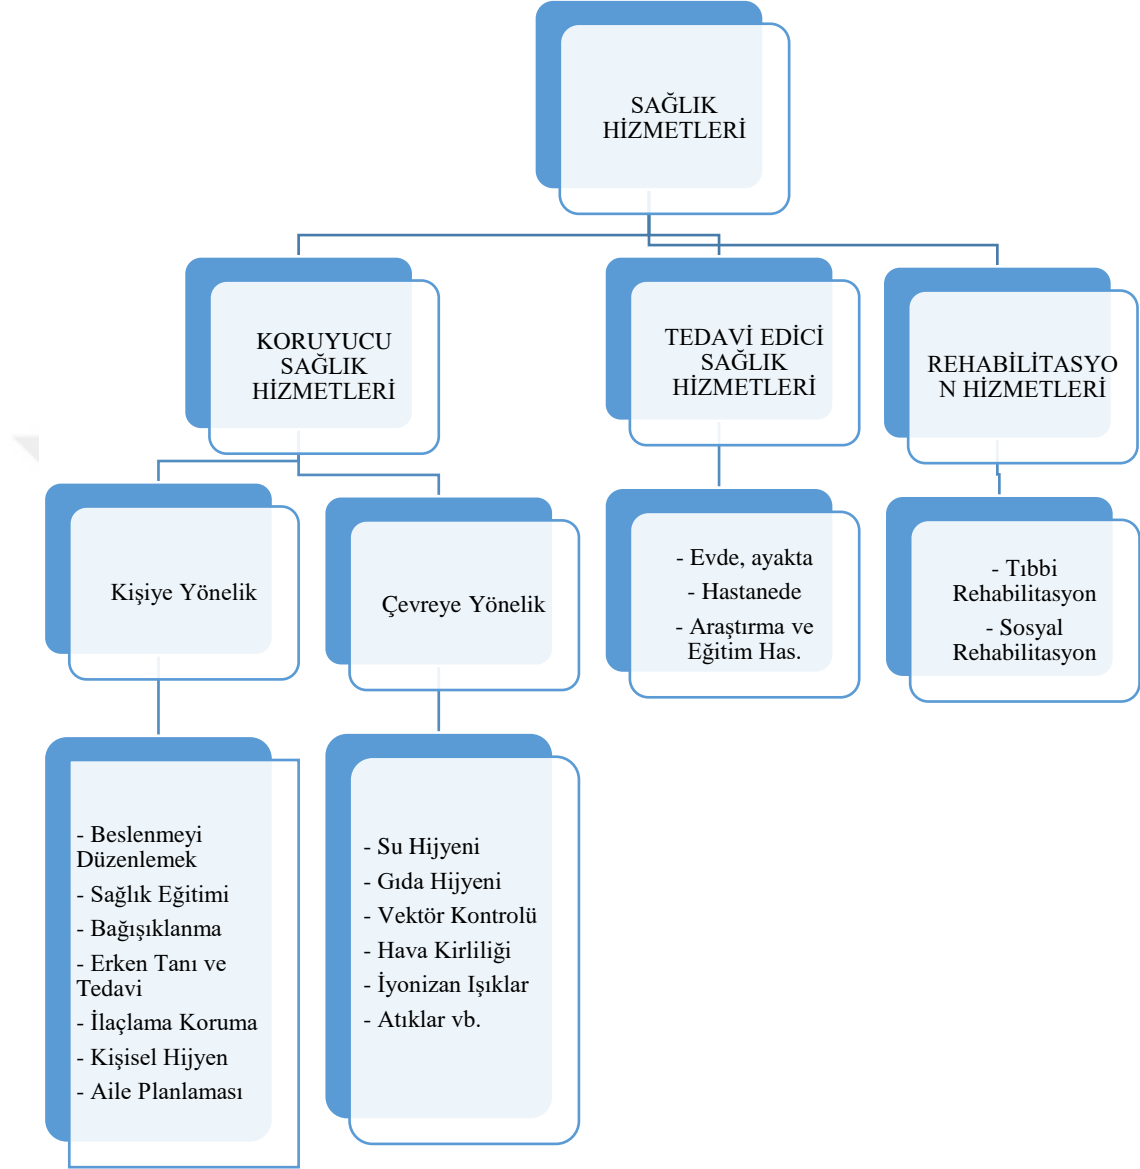 SAĞLIK
HİZMETLERİ
KORUYUCU
SAĞLIK
HİZMETLERİ
TEDAVİ EDİCİ
SAĞLIK
HİZMETLERİ
REHABİLİTASYO
N HİZMETLERİ
Kişiye Yönelik
Çevreye Yönelik
- Evde, ayakta
- Hastanede
- Araştırma ve
Eğitim Has.
- Tıbbi
Rehabilitasyon
- Sosyal
Rehabilitasyon
- Beslenmeyi
Düzenlemek
- Sağlık Eğitimi
- Bağışıklanma
- Erken Tanı ve
Tedavi
- İlaçlama Koruma
- Kişisel Hijyen
- Aile Planlaması
- Su Hijyeni
- Gıda Hijyeni
- Vektör Kontrolü
- Hava Kirliliği
- İyonizan Işıklar
- Atıklar vb.